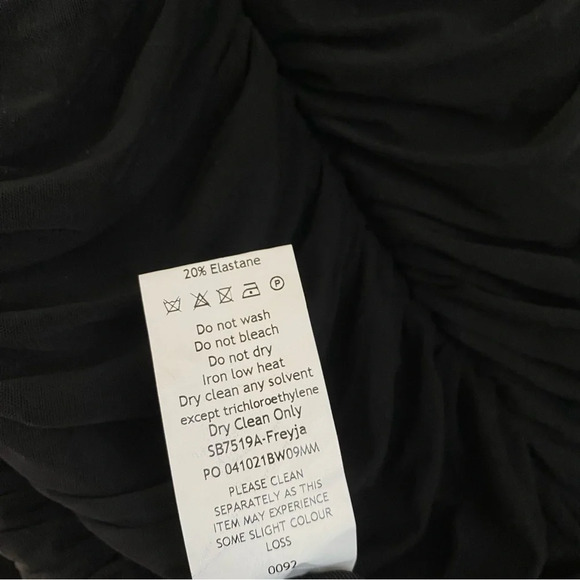 20% Elastane
P
Do not wash
Do not bleach
Do not dry
Iron low heat
Dry clean any solvent
except trichloroethylene
Dry Clean Only
SB7519A-Freyja
PO 041021BW09MM
PLEASE CLEAN
SEPARATELY AS THIS
ITEM MAY EXPERIENCE
SOME SLIGHT COLOUR
LOSS
0092